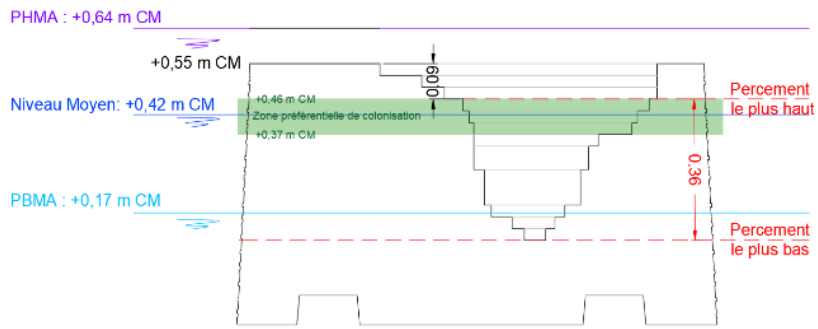 PHMA : +0,64 m CM
+0,55 m CM
0,09
Percement
le plus haut
+0,46 m CM
Niveau Moyen: +0,42 m CM
Zone préférentielle de colonisation
+0,37 m CM
0.36
PBMA : +0,17 m CM
Percement
le plus bas